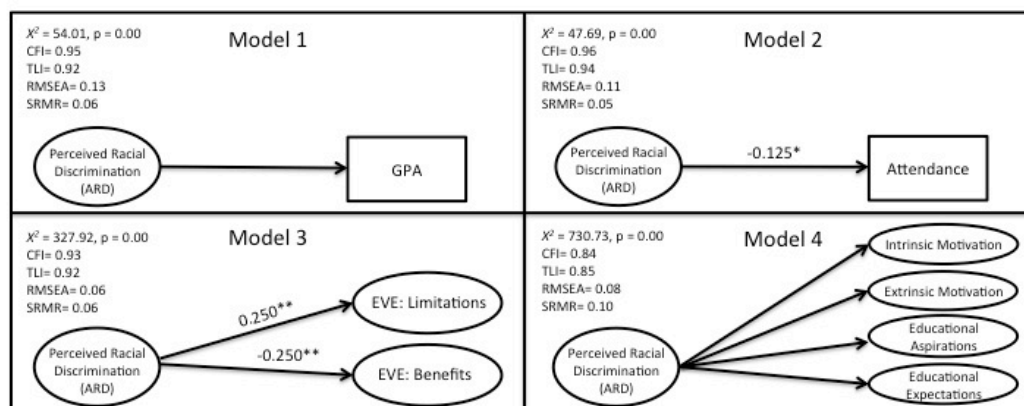 Model 1
X² = 54.01, p = 0.00
CFI= 0.95
TLI= 0.92
RMSEA= 0.13
SRMR= 0.06
Perceived Racial
Discrimination
(ARD)
GPA
Model 2
X² = 47.69, p = 0.00
CFI= 0.96
TLI= 0.94
RMSEA= 0.11
SRMR= 0.05
Perceived Racial
Discrimination
(ARD)
-0.125*
Attendance
Model 3
X² = 327.92, p = 0.00
CFI= 0.93
TLI= 0.92
RMSEA= 0.06
SRMR= 0.06
Perceived Racial
Discrimination
(ARD)
0.250**
-0.250**
EVE: Limitations
EVE: Benefits
Model 4
X² = 730.73, p = 0.00
CFI= 0.84
TLI= 0.85
RMSEA= 0.08
SRMR= 0.10
Perceived Racial
Discrimination
(ARD)
Intrinsic Motivation
Extrinsic Motivation
Educational
Aspirations
Educational
Expectations